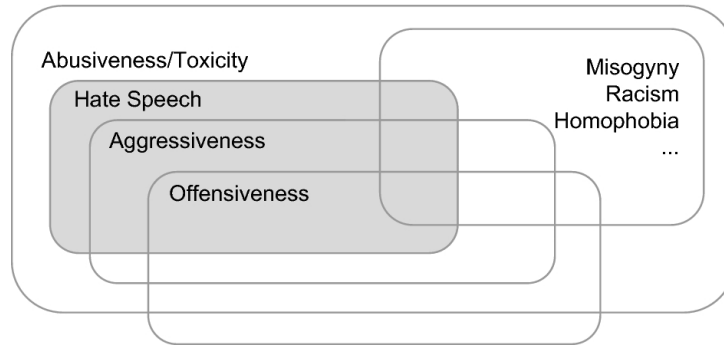 Abusiveness/Toxicity
Hate Speech
Aggressiveness
Offensiveness
Misogyny
Racism
Homophobia
...